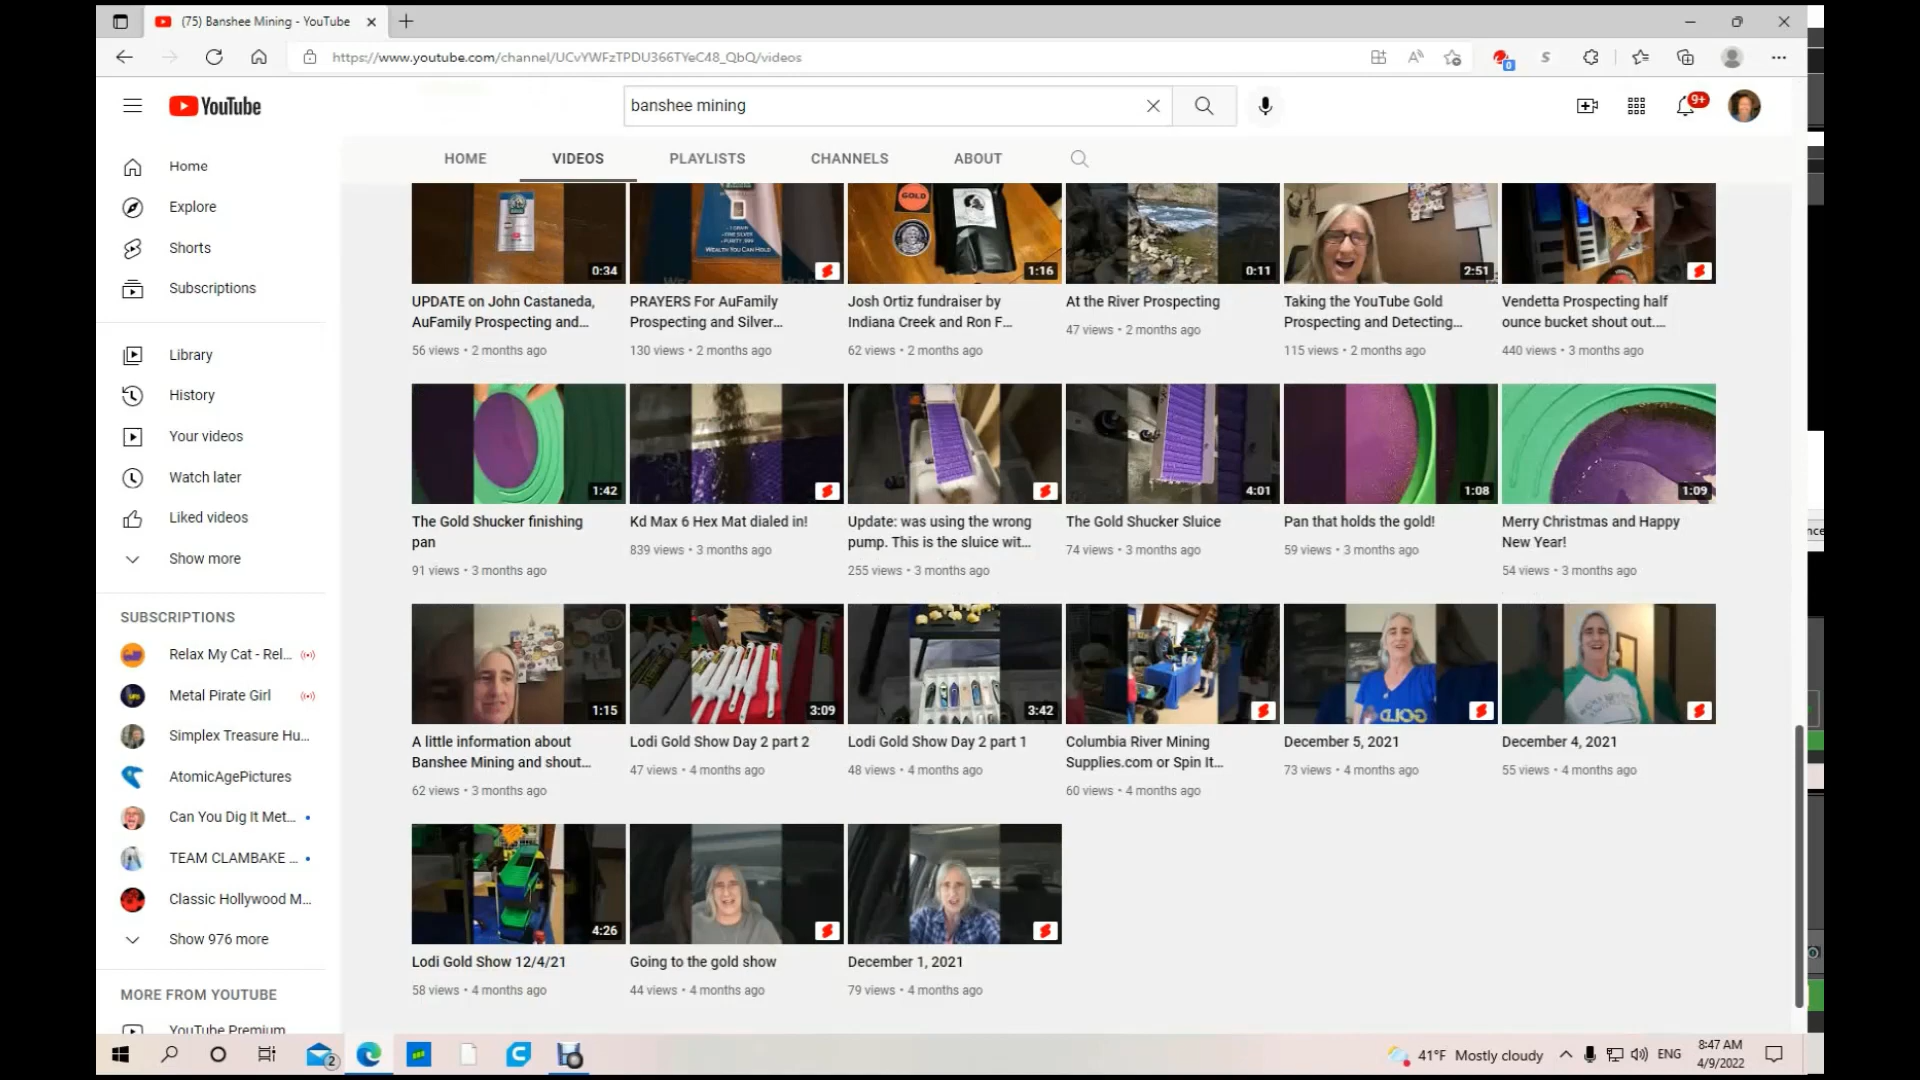 (75) Banshee Mining - YouTube
https://www.youtube.com/channel/UCvYWFzTPDU366TYeC48_QbQ/videos
0
S
YouTube
banshee mining
9+
HOME
VIDEOS
PLAYLISTS
CHANNELS
ABOUT
Home
Explore
Shorts
Subscriptions
Library
History
Your videos
Watch later
Liked videos
Show more
SUBSCRIPTIONS
Relax My Cat - Rel...
Metal Pirate Girl
Simplex Treasure Hu...
AtomicAgePictures
Can You Dig It Met...
TEAM CLAMBAKE ...
Classic Hollywood M...
Show 976 more
MORE FROM YOUTUBE
YouTube Premium
0:34
UPDATE on John Castaneda,
AuFamily Prospecting and...
56 views • 2 months ago
WEALTH YOU CAN HOLD
PRAYERS For AuFamily
Prospecting and Silver...
130 views • 2 months ago
GOLD
1:16
Josh Ortiz fundraiser by
Indiana Creek and Ron F...
62 views • 2 months ago
0:11
At the River Prospecting
47 views • 2 months ago
2:51
Taking the YouTube Gold
Prospecting and Detecting...
115 views • 2 months ago
Vendetta Prospecting half
ounce bucket shout out....
440 views • 3 months ago
1:42
The Gold Shucker finishing
pan
91 views • 3 months ago
Kd Max 6 Hex Mat dialed in!
839 views • 3 months ago
Update: was using the wrong
pump. This is the sluice wit...
255 views • 3 months ago
4:01
The Gold Shucker Sluice
74 views • 3 months ago
1:08
Pan that holds the gold!
59 views • 3 months ago
1:09
Merry Christmas and Happy
New Year!
54 views • 3 months ago
1:15
A little information about
Banshee Mining and shout...
62 views • 3 months ago
3:09
Lodi Gold Show Day 2 part 2
47 views • 4 months ago
3:42
Lodi Gold Show Day 2 part 1
48 views • 4 months ago
Columbia River Mining
Supplies.com or Spin It...
60 views • 4 months ago
GOLD
December 5, 2021
73 views • 4 months ago
December 4, 2021
55 views • 4 months ago
4:26
Lodi Gold Show 12/4/21
58 views • 4 months ago
Going to the gold show
44 views • 4 months ago
December 1, 2021
79 views • 4 months ago
2
41°F Mostly cloudy
ENG
8:47 AM
4/9/2022